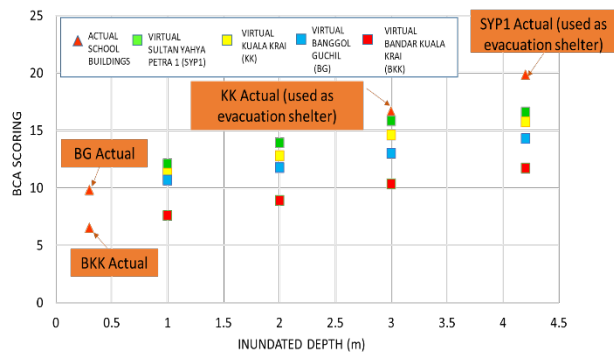 SYP1 Actual (used as
evacuation shelter)
ACTUAL
SCHOOL
BUILDINGS
VIRTUAL
SULTAN YAHYA
PETRA 1 (SYP1)
VIRTUAL
KUALA KRAI
(KK)
VIRTUAL
BANGGOL
GUCHIL
(BG)
VIRTUAL
BANDAR KUALA
KRAI
(BKK)
KK Actual (used as
evacuation shelter)
BG Actual
BKK Actual
BCA SCORING
25
20
15
10
5
0
0
0.5
1
1.5
2
2.5
3
3.5
4
4.5
INUNDATED DEPTH (m)